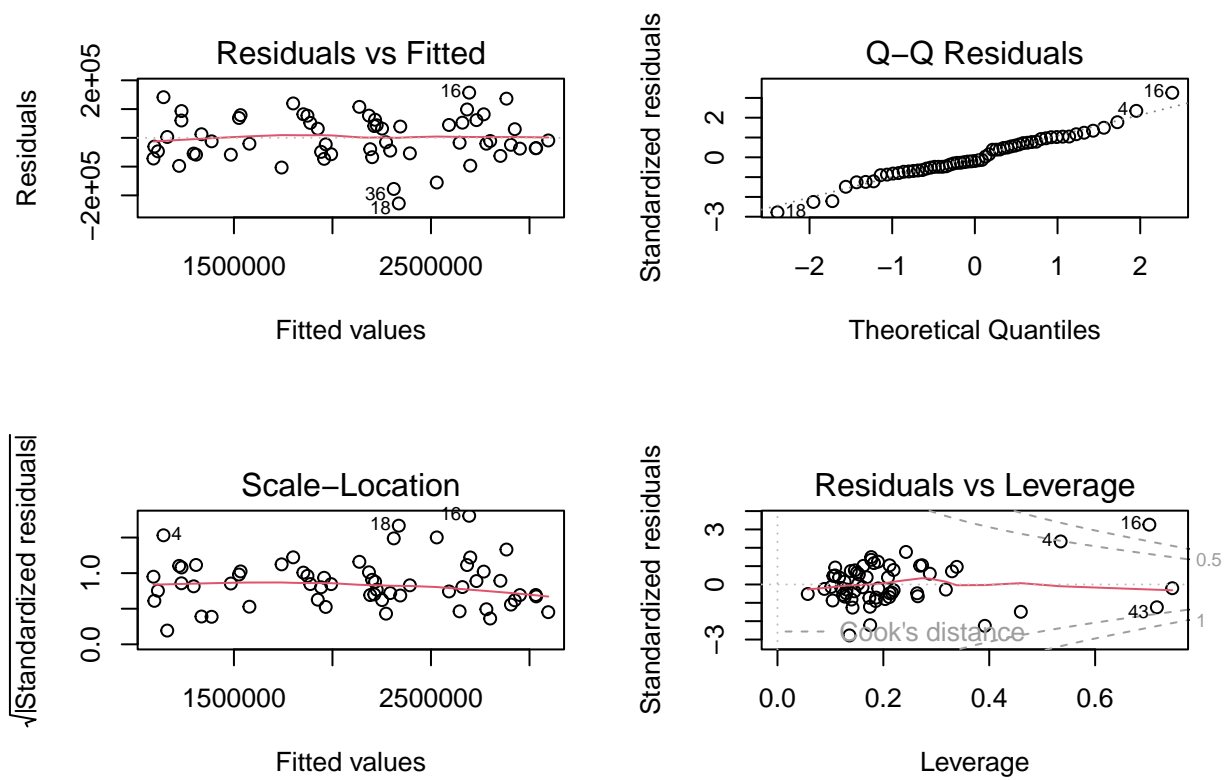 Residuals vs Fitted
Residuals
−2e+05
2e+05
16
36
18
1500000
2500000
Fitted values
Q−Q Residuals
Standardized residuals
−3
0
2
16
4
18
−2
−1
0
1
2
Theoretical Quantiles
Scale−Location
√|Standardized residuals|
0.0
1.0
4
18
16
1500000
2500000
Fitted values
Residuals vs Leverage
Standardized residuals
−3
0
3
16
4
43
0.5
1
Cook's distance
0.0
0.2
0.4
0.6
Leverage